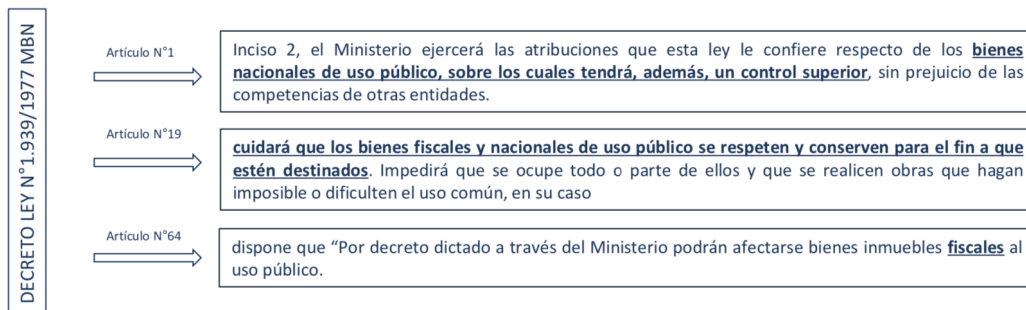 DECRETO LEY N°1.939/1977 MBN
Artículo N°1
Inciso 2, el Ministerio ejercerá las atribuciones que esta ley le confiere respecto de los bienes
nacionales de uso público, sobre los cuales tendrá, además, un control superior, sin prejuicio de las
competencias de otras entidades.
Artículo N°19
cuidará que los bienes fiscales y nacionales de uso público se respeten y conserven para el fin a que
estén destinados. Impedirá que se ocupe todo o parte de ellos y que se realicen obras que hagan
imposible o dificulten el uso común, en su caso
Artículo N°64
dispone que “Por decreto dictado a través del Ministerio podrán afectarse bienes inmuebles fiscales al
uso público.